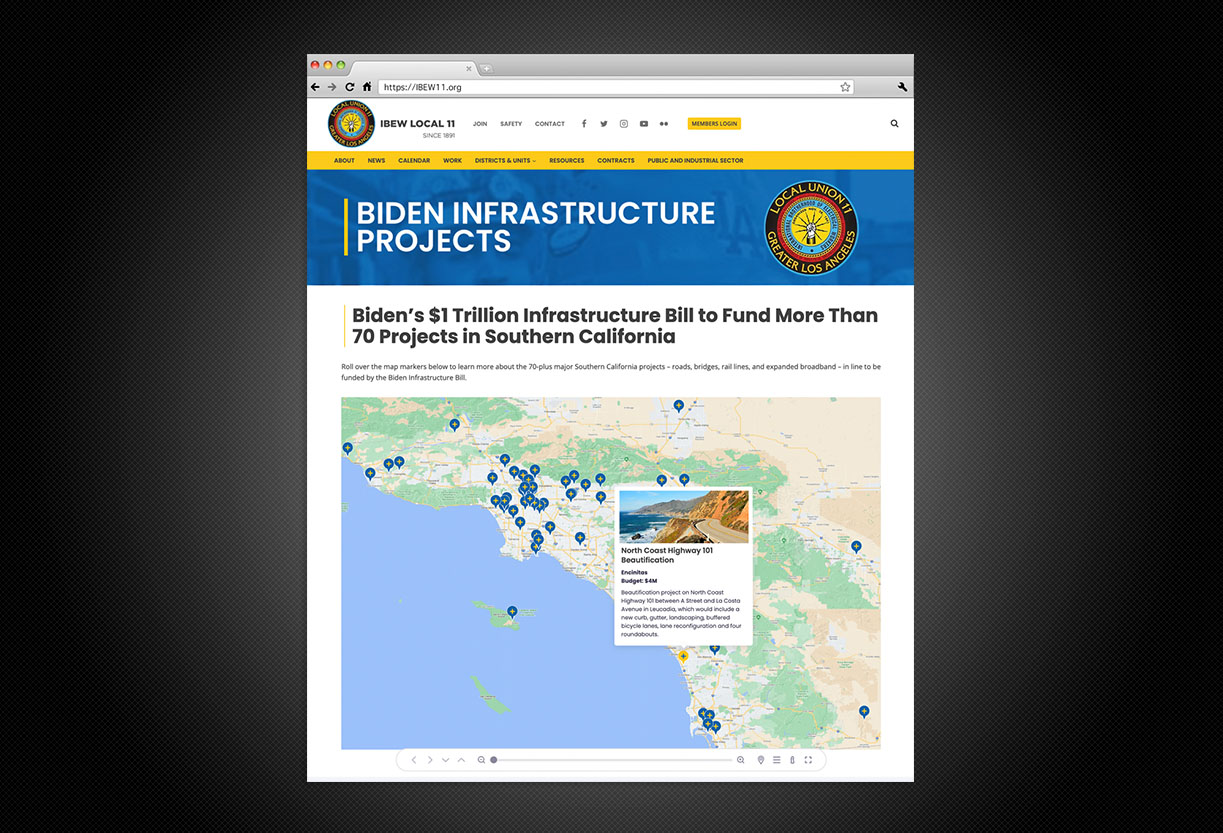 https://IBEW11.org
LOCAL UNION 11
GREATER LOS ANGELES
IBEW LOCAL 11
SINCE 1891
JOIN SAFETY CONTACT
MEMBERS LOGIN
ABOUT NEWS CALENDAR WORK DISTRICTS & UNITS RESOURCES CONTRACTS PUBLIC AND INDUSTRIAL SECTOR
BIDEN INFRASTRUCTURE
PROJECTS
LOCAL UNION 11
GREATER LOS ANGELES
Biden’s $1 Trillion Infrastructure Bill to Fund More Than
70 Projects in Southern California
Roll over the map markers below to learn more about the 70-plus major Southern California projects – roads, bridges, rail lines, and expanded broadband – in line to be
funded by the Biden Infrastructure Bill.
North Coast Highway 101
Beautification
Encinitas
Budget: $4M
Beautification project on North Coast
Highway 101 between A Street and La Costa
Avenue in Leucadia, which would include a
new curb, gutter, landscaping, buffered
bicycle lanes, lane reconfiguration and four
roundabouts.